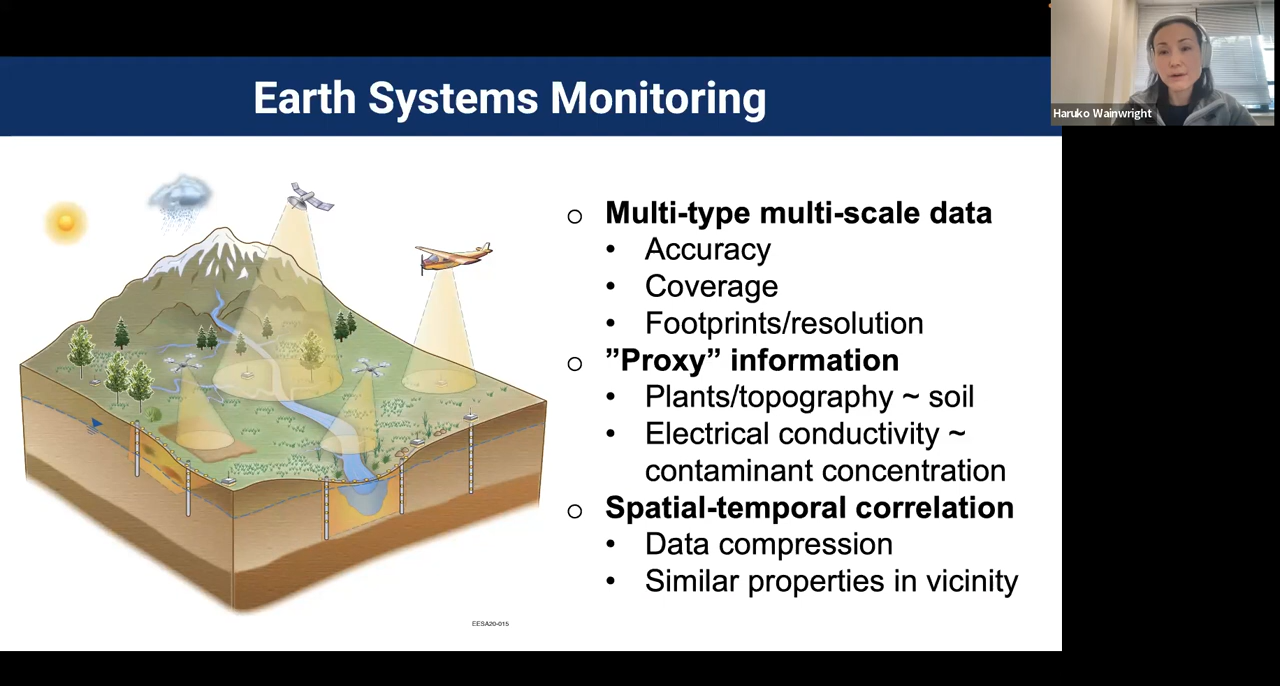 Earth Systems Monitoring
Haruko Wainwright
○ Multi-type multi-scale data
• Accuracy
• Coverage
• Footprints/resolution
○ ”Proxy” information
• Plants/topography ~ soil
• Electrical conductivity ~
contaminant concentration
○ Spatial-temporal correlation
• Data compression
• Similar properties in vicinity
EESA20-015